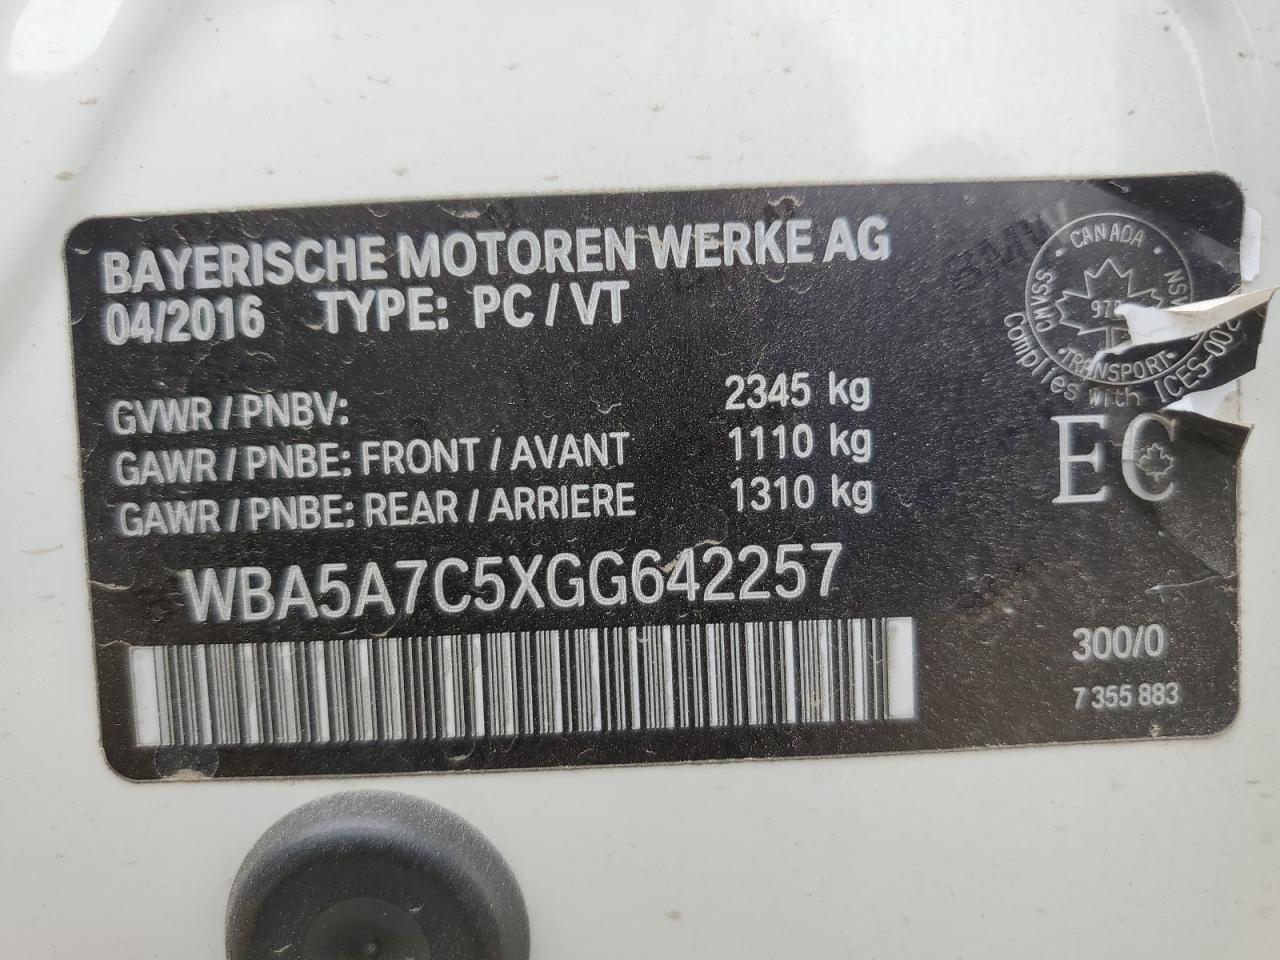 BAYERISCHE MOTOREN WERKE AG
04/2016 TYPE: PC / VT
GVWR / PNBV: 2345 kg
GAWR / PNBE: FRONT / AVANT 1110 kg
GAWR / PNBE: REAR / ARRIERE 1310 kg
WBA5A7C5XGG642257
BMW
CANADA
CMVSS
NSVAC
TRANSPORT
Complies with ICES-002
EC
300/0
7 355 883